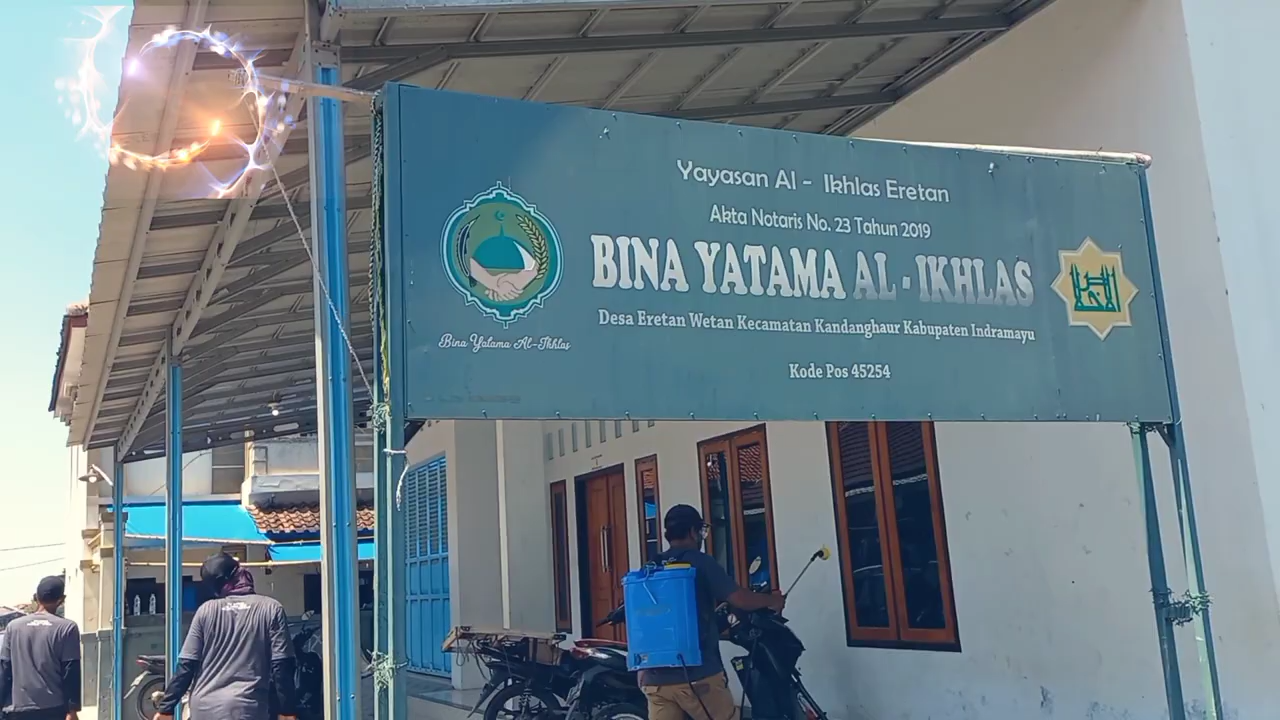 Yayasan Al - Ikhlas Eretan
Akta Notaris No. 23 Tahun 2019
BINA YATAMA AL - IKHLAS
Desa Eretan Wetan Kecamatan Kandanghaur Kabupaten Indramayu
Kode Pos 45254
Bina Yatama Al-Ikhlas